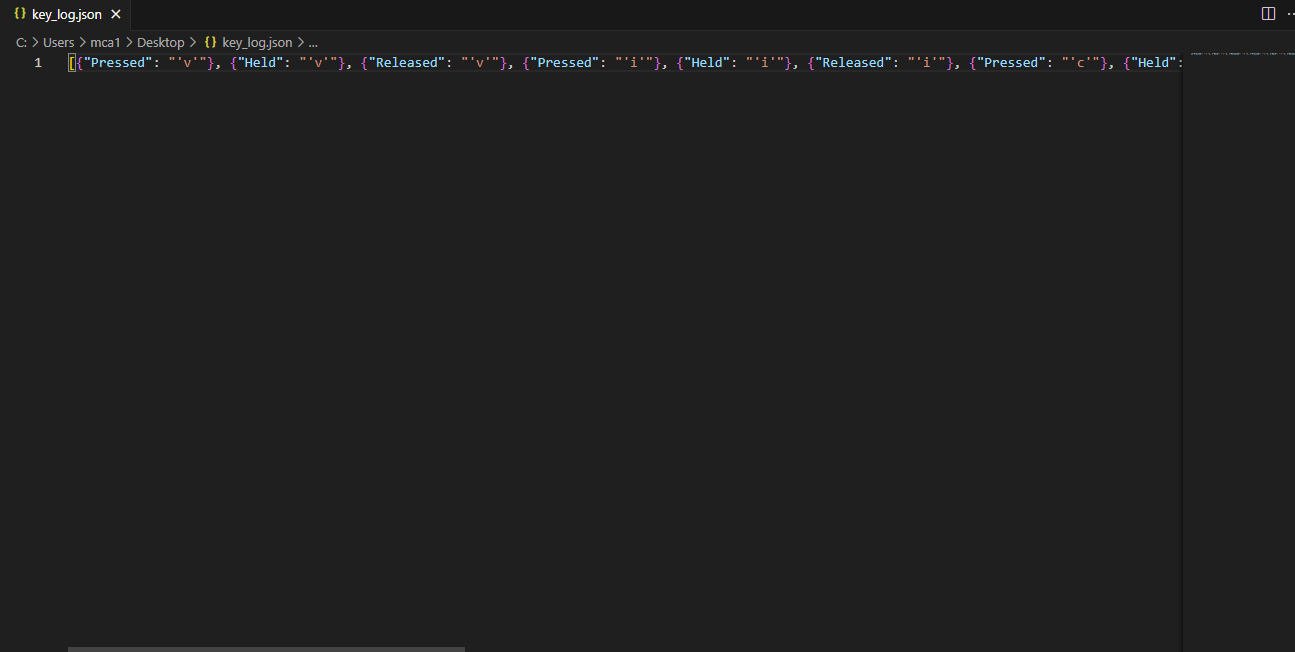 {} key_log.json ×
C: > Users > mca1 > Desktop > {} key_log.json > ...
1 [{"Pressed": "'v'"}, {"Held": "'v'"}, {"Released": "'v'"}, {"Pressed": "'i'"}, {"Held": "'i'"}, {"Released": "'i'"}, {"Pressed": "'c'"}, {"Held":